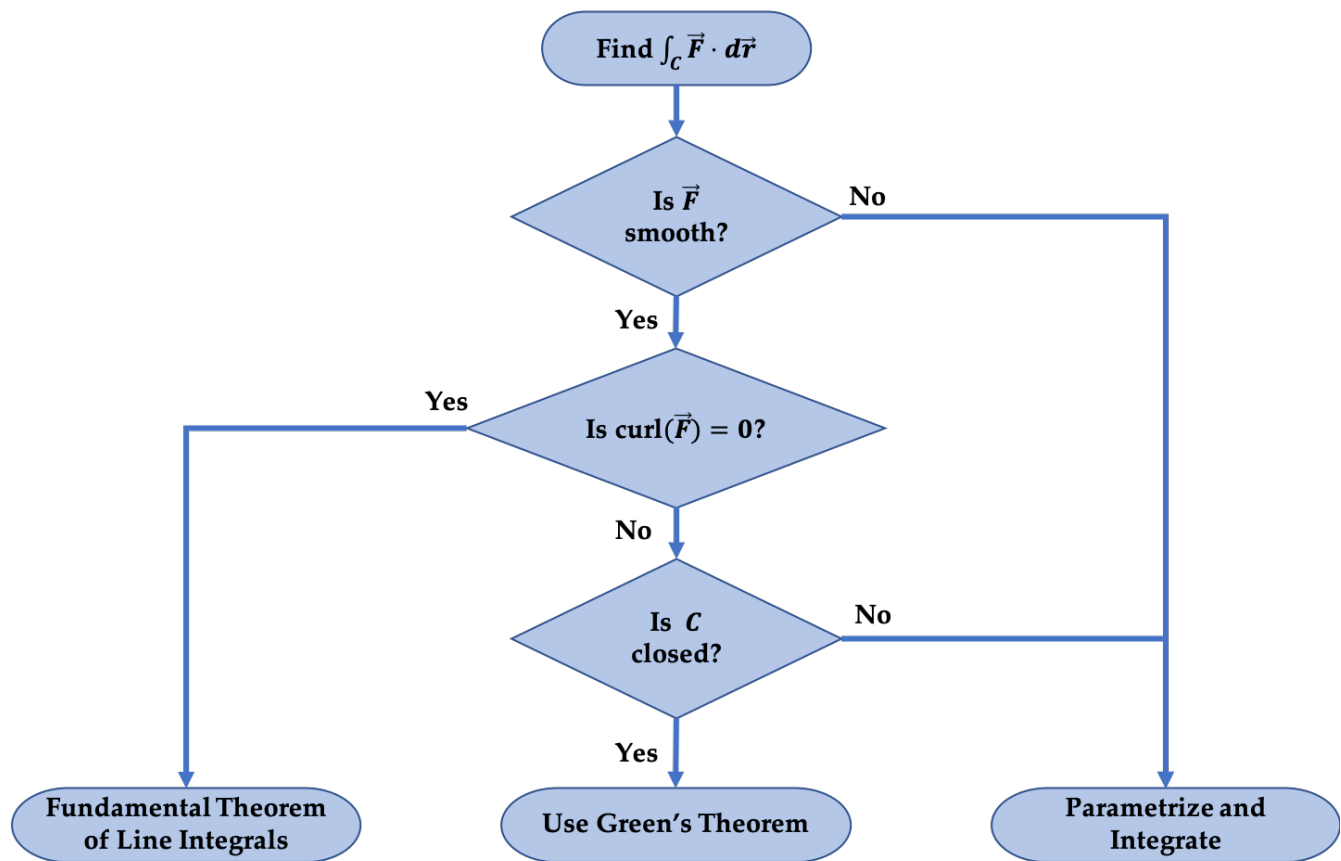 Find ∫_C F⃗ · dr⃗
Is F⃗
smooth?
No
Yes
Yes
Is curl(F⃗) = 0?
No
Is C
closed?
No
Yes
Fundamental Theorem
of Line Integrals
Use Green's Theorem
Parametrize and
Integrate